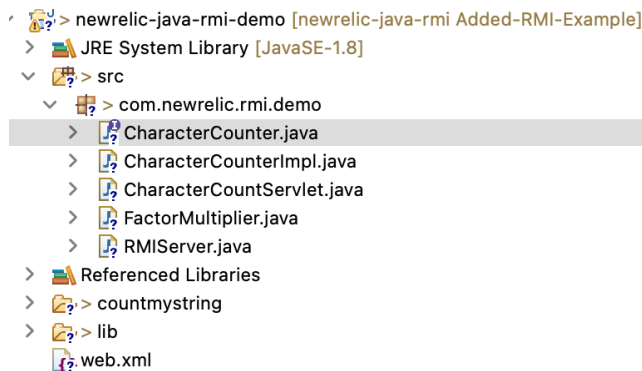 > newrelic-java-rmi-demo [newrelic-java-rmi Added-RMI-Example]
> JRE System Library [JavaSE-1.8]
> src
> com.newrelic.rmi.demo
> CharacterCounter.java
> CharacterCounterImpl.java
> CharacterCountServlet.java
> FactorMultiplier.java
> RMIServer.java
> Referenced Libraries
> > countmystring
> > lib
web.xml